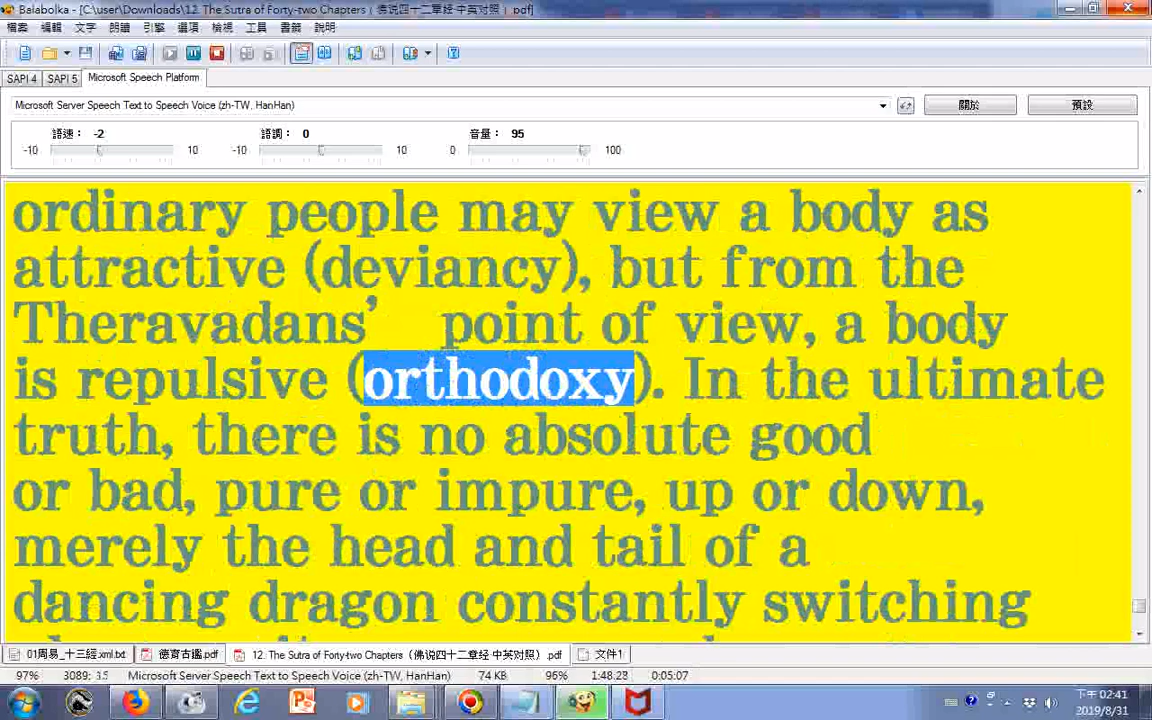 Balabolka - [C:\user\Downloads\12. The Sutra of Forty-two Chapters（佛说四十二章经·中英对照）.pdf]
檔案 編輯 文字 朗讀 引擎 選項 檢視 工具 書籤 說明
SAPI 4 SAPI 5 Microsoft Speech Platform
Microsoft Server Speech Text to Speech Voice (zh-TW, HanHan) 關於 預設
語速： -2 語調： 0 音量： 95
-10 10 -10 10 0 100
ordinary people may view a body as
attractive (deviancy), but from the
Theravadans’ point of view, a body
is repulsive (orthodoxy). In the ultimate
truth, there is no absolute good
or bad, pure or impure, up or down,
merely the head and tail of a
dancing dragon constantly switching
01周易_十三經.xml.txt 德育古鑑.pdf 12. The Sutra of Forty-two Chapters（佛说四十二章经·中英对照）.pdf 文件1
97% Microsoft Server Speech Text to Speech Voice (zh-TW, HanHan) 74 KB 96% 1:48:23 0:05:07
下午 02:41
2019/8/31